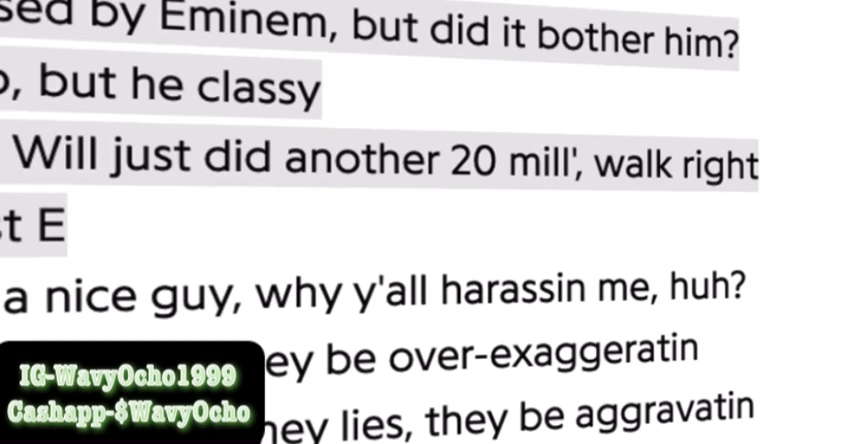 sed by Eminem, but did it bother him?
, but he classy
Will just did another 20 mill', walk right
t E
a nice guy, why y'all harassin me, huh?
ey be over-exaggeratin
hey lies, they be aggravatin
IG-WavyOcho1999
Cashapp-$WavyOcho